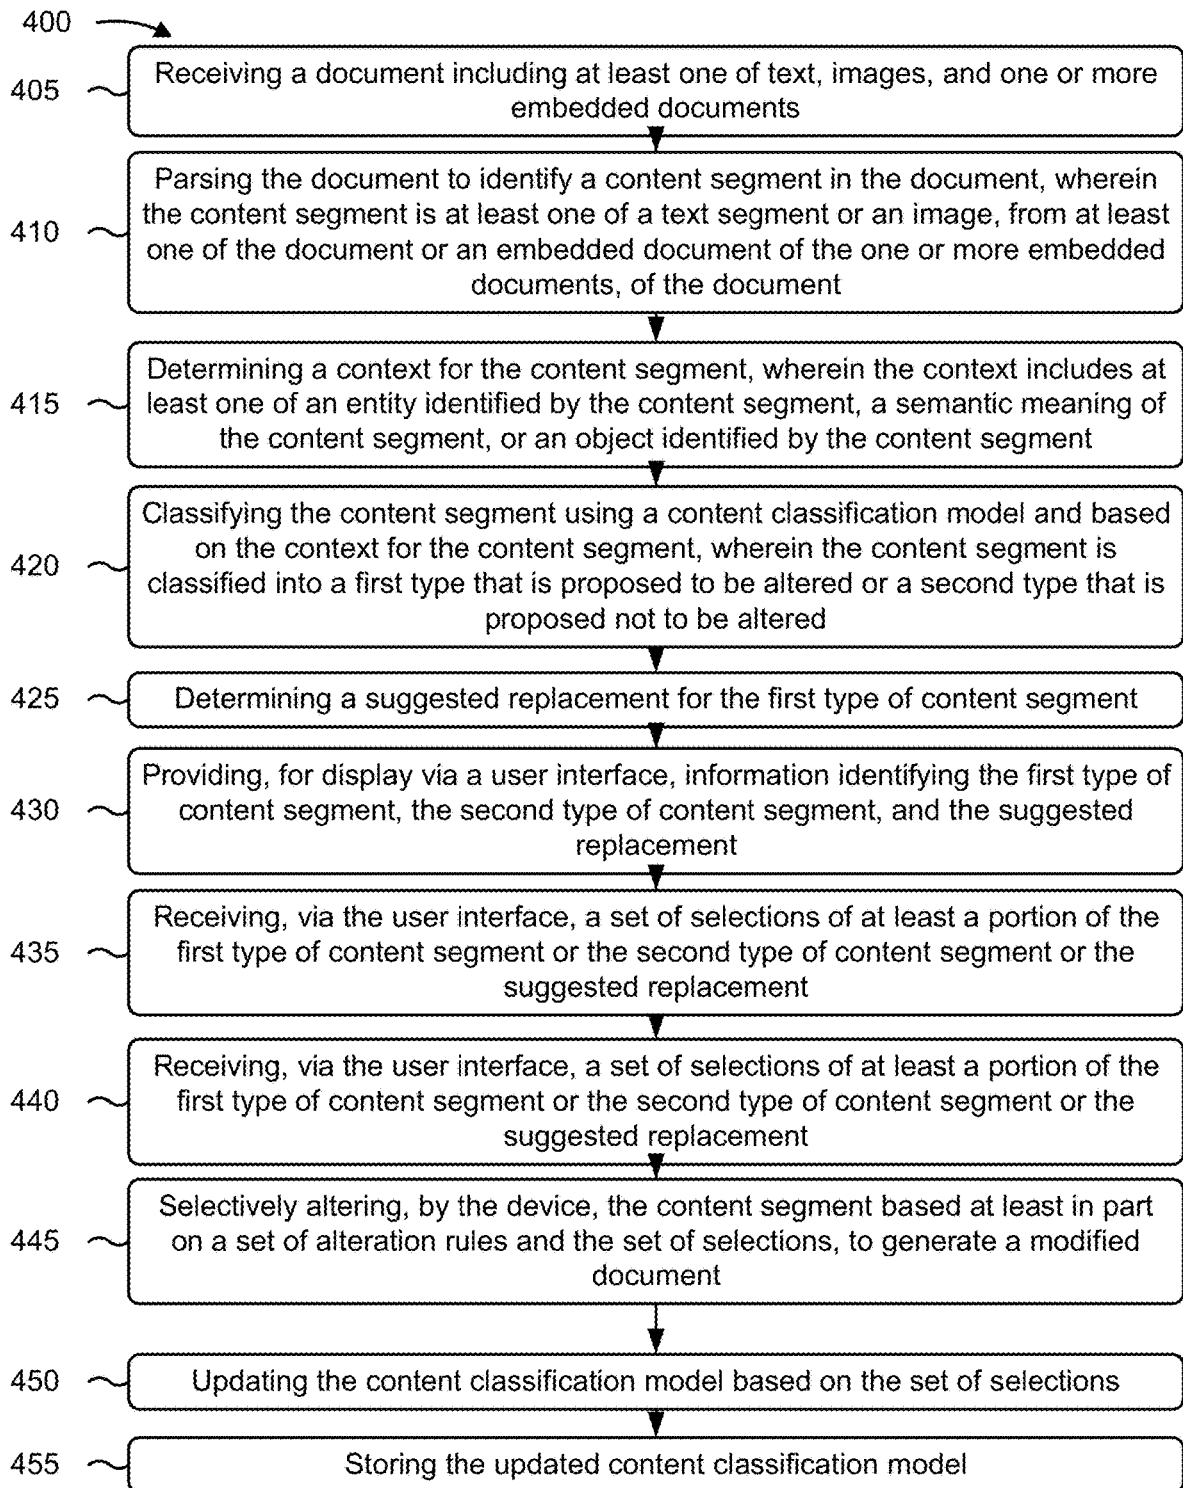 400
405
Receiving a document including at least one of text, images, and one or more
embedded documents
410
Parsing the document to identify a content segment in the document, wherein
the content segment is at least one of a text segment or an image, from at least
one of the document or an embedded document of the one or more embedded
documents, of the document
415
Determining a context for the content segment, wherein the context includes at
least one of an entity identified by the content segment, a semantic meaning of
the content segment, or an object identified by the content segment
420
Classifying the content segment using a content classification model and based
on the context for the content segment, wherein the content segment is
classified into a first type that is proposed to be altered or a second type that is
proposed not to be altered
425
Determining a suggested replacement for the first type of content segment
430
Providing, for display via a user interface, information identifying the first type of
content segment, the second type of content segment, and the suggested
replacement
435
Receiving, via the user interface, a set of selections of at least a portion of the
first type of content segment or the second type of content segment or the
suggested replacement
440
Receiving, via the user interface, a set of selections of at least a portion of the
first type of content segment or the second type of content segment or the
suggested replacement
445
Selectively altering, by the device, the content segment based at least in part
on a set of alteration rules and the set of selections, to generate a modified
document
450
Updating the content classification model based on the set of selections
455
Storing the updated content classification model